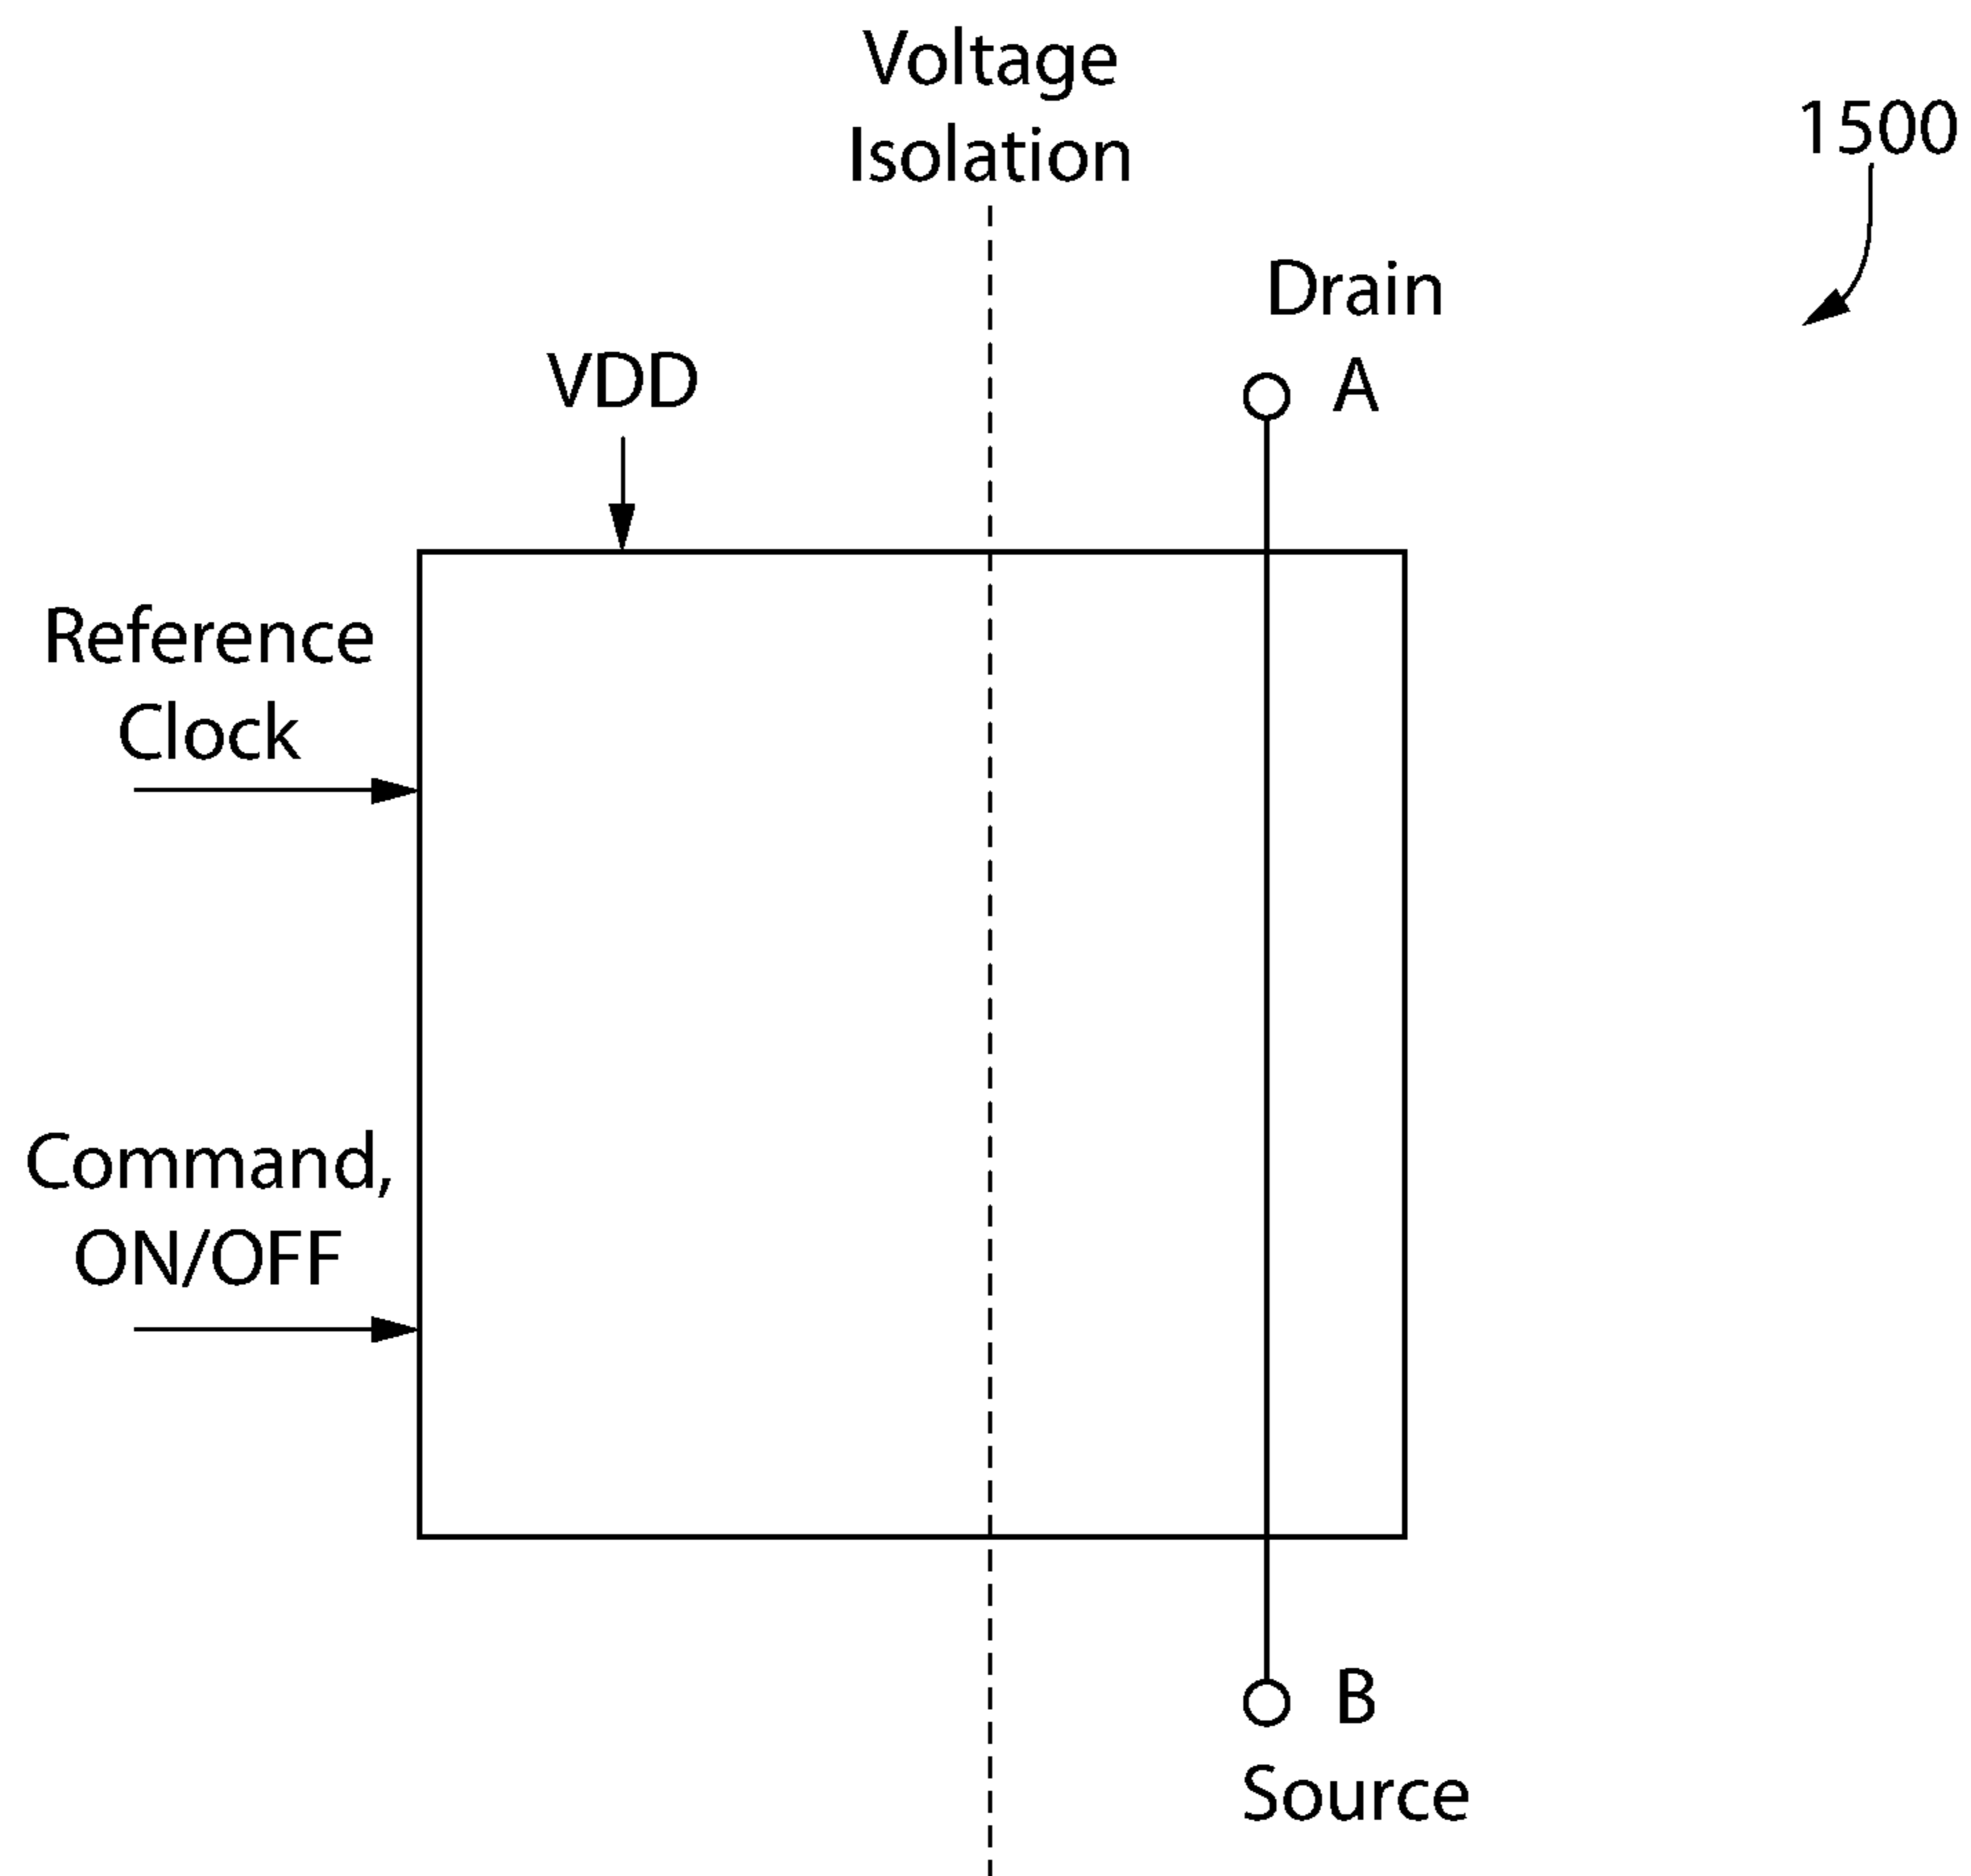 Voltage
Isolation
1500
Drain
A
VDD
Reference
Clock
Command,
ON/OFF
B
Source